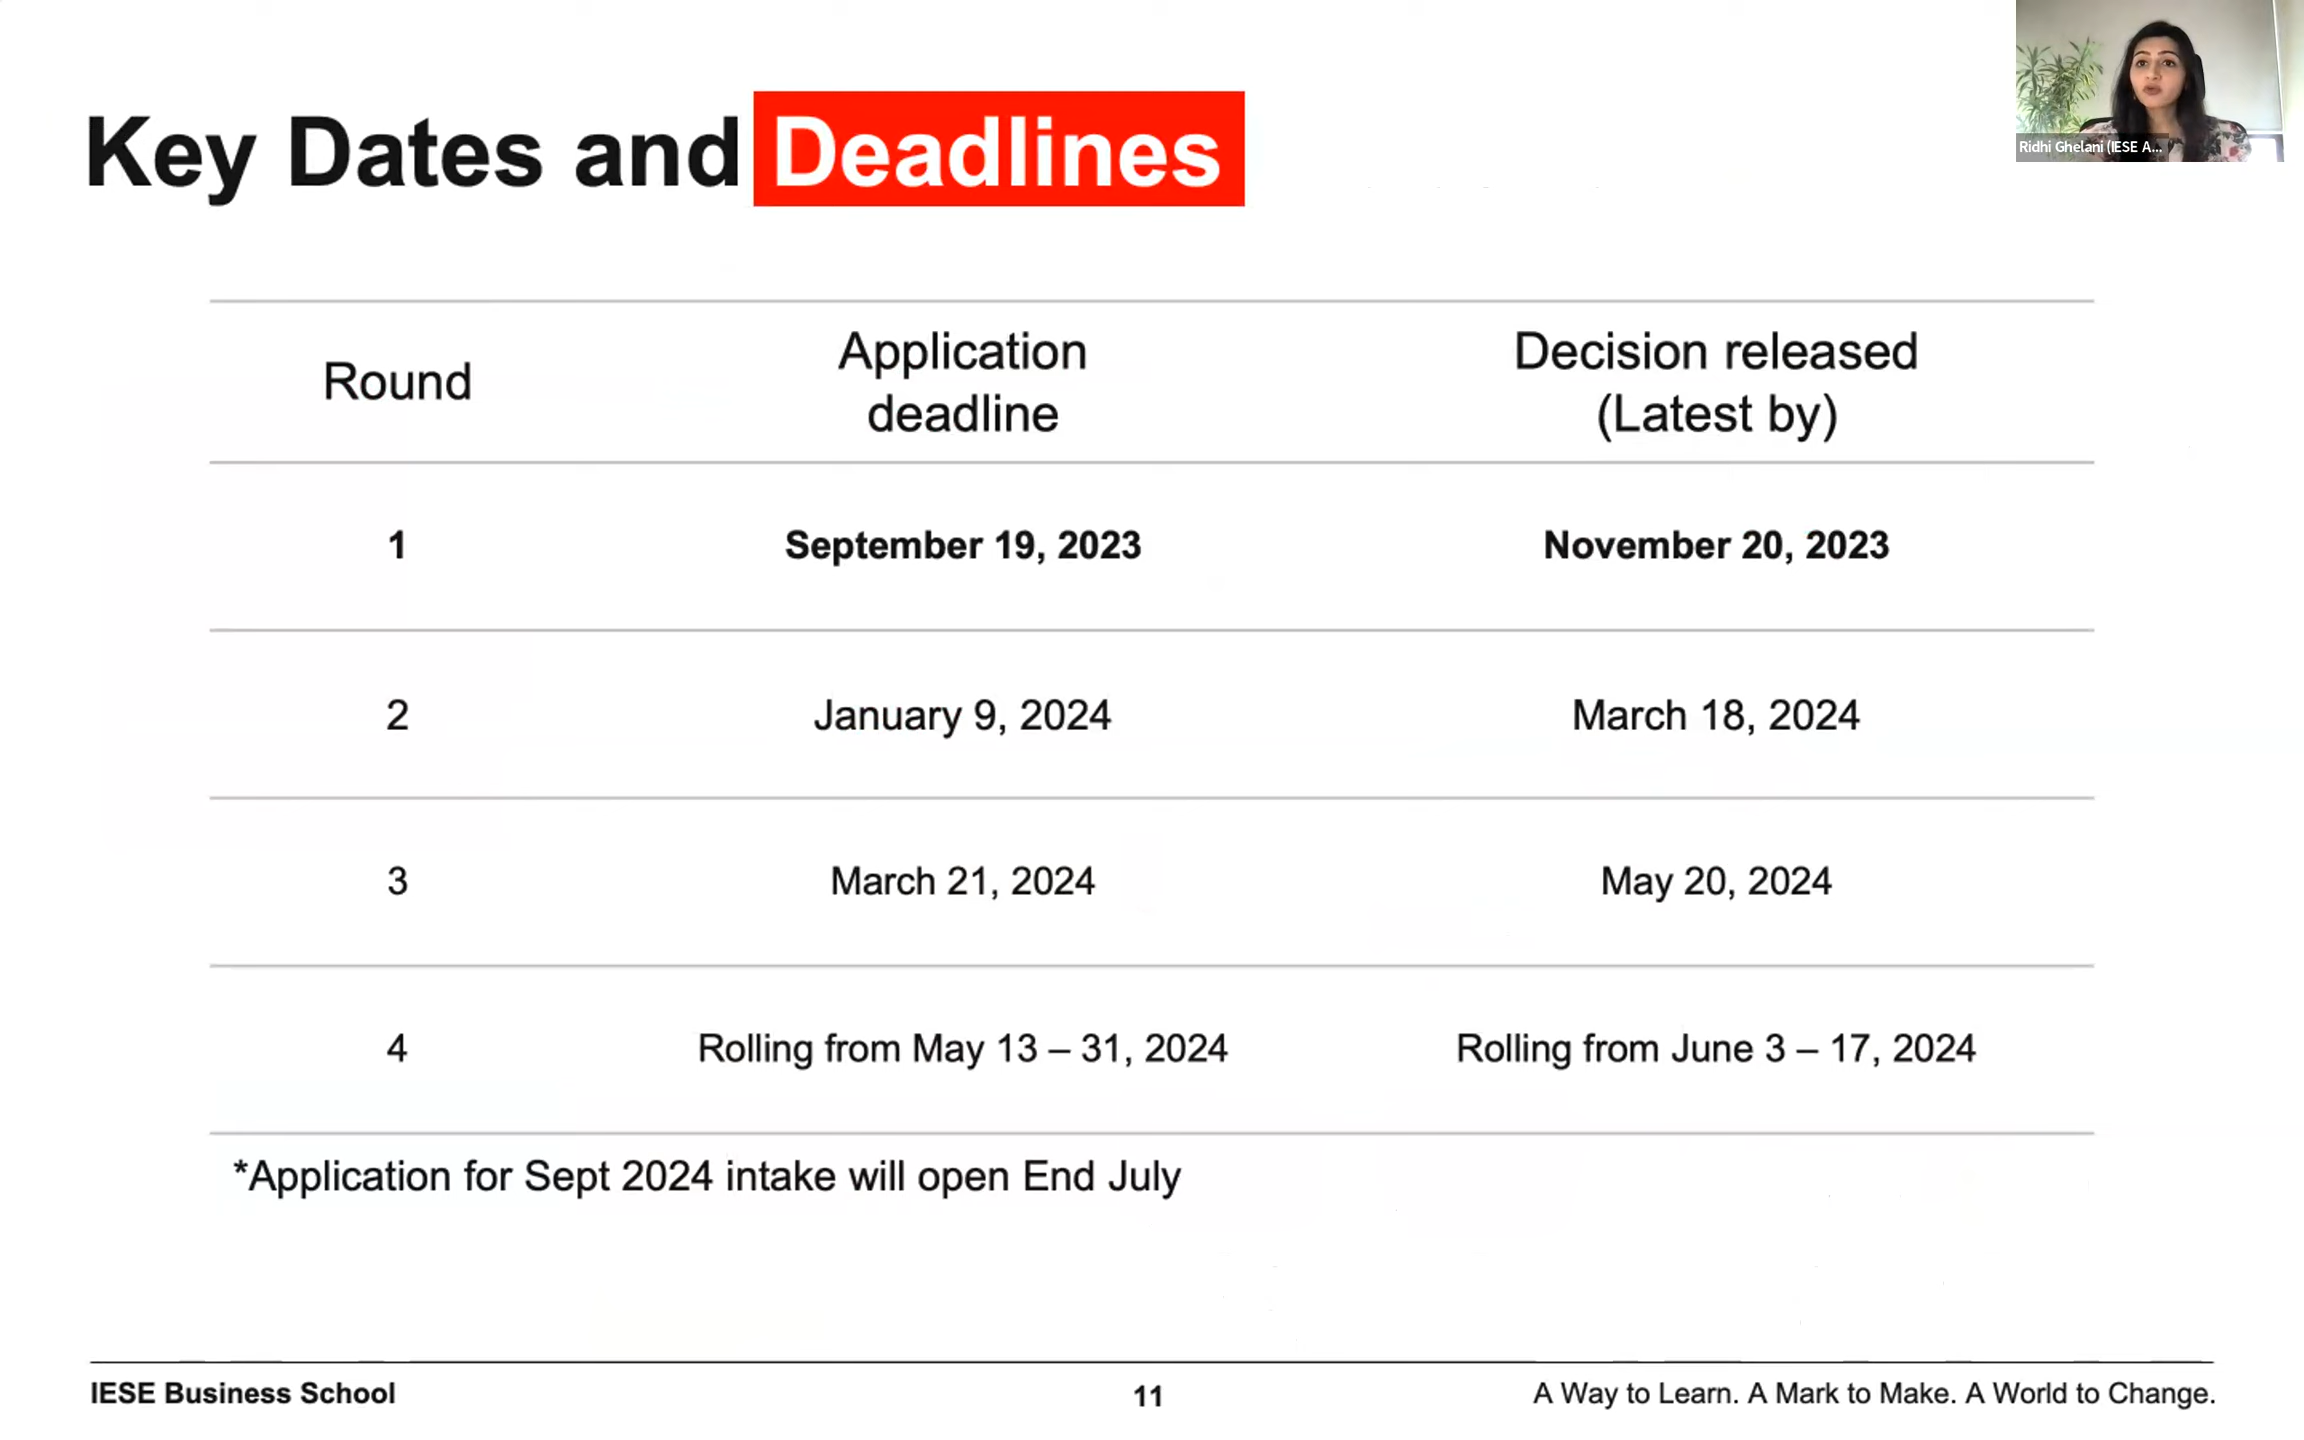 Key Dates and Deadlines
Ridhi Ghelani (IESE A...
Round
Application
deadline
Decision released
(Latest by)
1
September 19, 2023
November 20, 2023
2
January 9, 2024
March 18, 2024
3
March 21, 2024
May 20, 2024
4
Rolling from May 13 – 31, 2024
Rolling from June 3 – 17, 2024
*Application for Sept 2024 intake will open End July
IESE Business School
11
A Way to Learn. A Mark to Make. A World to Change.